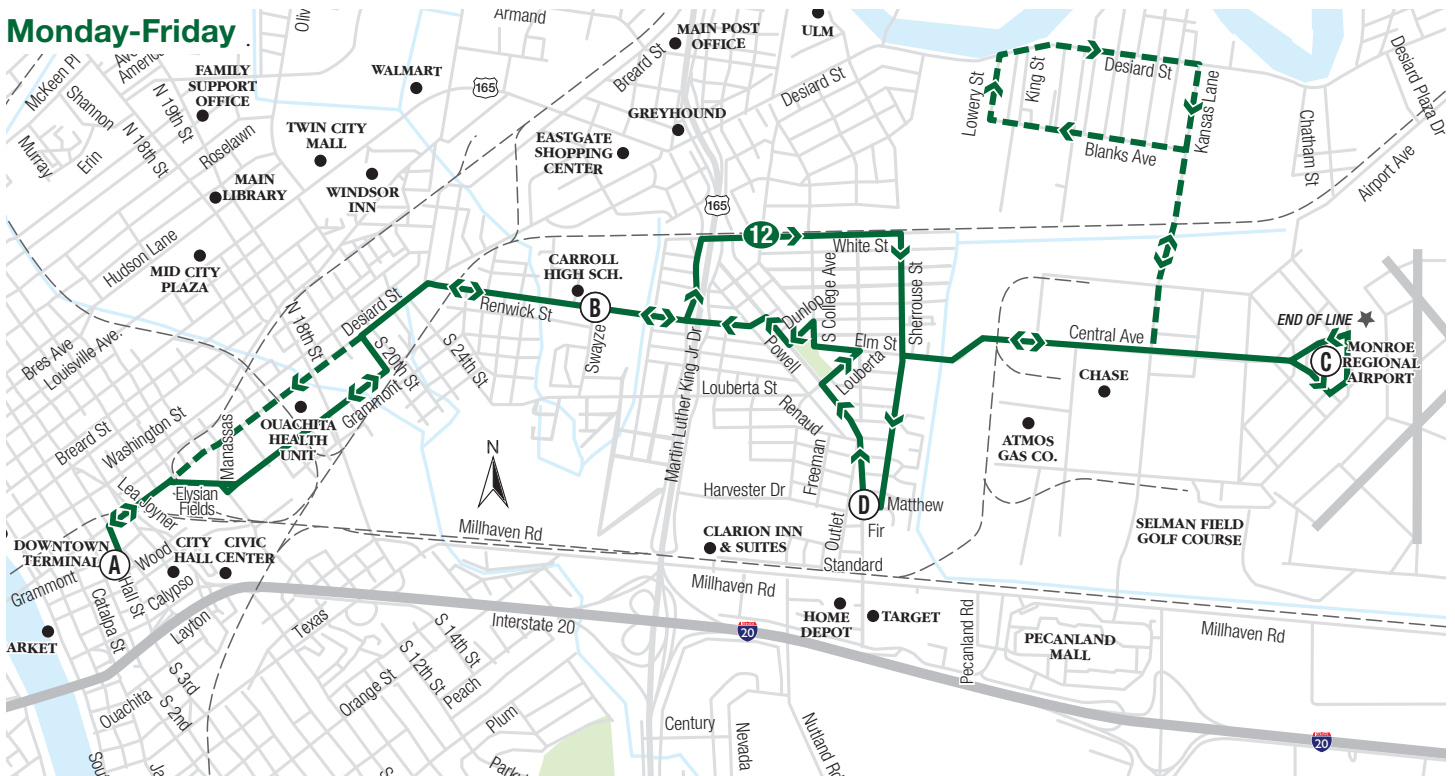 Monday-Friday
Armand
MAIN POST
OFFICE
ULM
McKeen Pl
FAMILY
SUPPORT
OFFICE
WALMART
165
Breard St
Desiard St
Desiard St
King St
Lowery St
Kansas Lane
Desiard Plaza Dr
Shannon
N 19th St
N 18th St
Murray
Erin
Roselawn
TWIN CITY
MALL
GREYHOUND
EASTGATE
SHOPPING
CENTER
Blanks Ave
Chatham St
Airport Ave
MAIN
LIBRARY
WINDSOR
INN
165
Hudson Lane
MID CITY
PLAZA
12
White St
CARROLL
HIGH SCH.
B
Renwick St
Swayze
Desiard St
N 18th St
S College Ave
Dunlop
Sherrouse St
Elm St
Powell
Louberta
Central Ave
END OF LINE
C
MONROE
REGIONAL
AIRPORT
Bres Ave
Louisville Ave.
S 20th St
S 24th St
Grammont
Martin Luther King Jr Dr
Louberta St
Renaud
CHASE
Breard St
Washington St
Manassas
OUACHITA
HEALTH
UNIT
ATMOS
GAS CO.
N
Freeman
Harvester Dr
D
Matthew
Lea Joyner
Elysian
Fields
Fir
Outlet
Millhaven Rd
CLARION INN
& SUITES
Standard
SELMAN FIELD
GOLF COURSE
DOWNTOWN
TERMINAL
A
Wood
CITY
HALL
CIVIC
CENTER
Grammont
Hall St
Calypso
Catalpa St
Layton
Millhaven Rd
HOME
DEPOT
TARGET
Pecanland Rd
PECANLAND
MALL
Millhaven Rd
ARKET
Texas
Interstate 20
20
S 14th St
S 12th St
Peach
Orange St
S 3rd
S 2nd
Ouachita
Plum
Century
Nevada
Nutland Rd
20